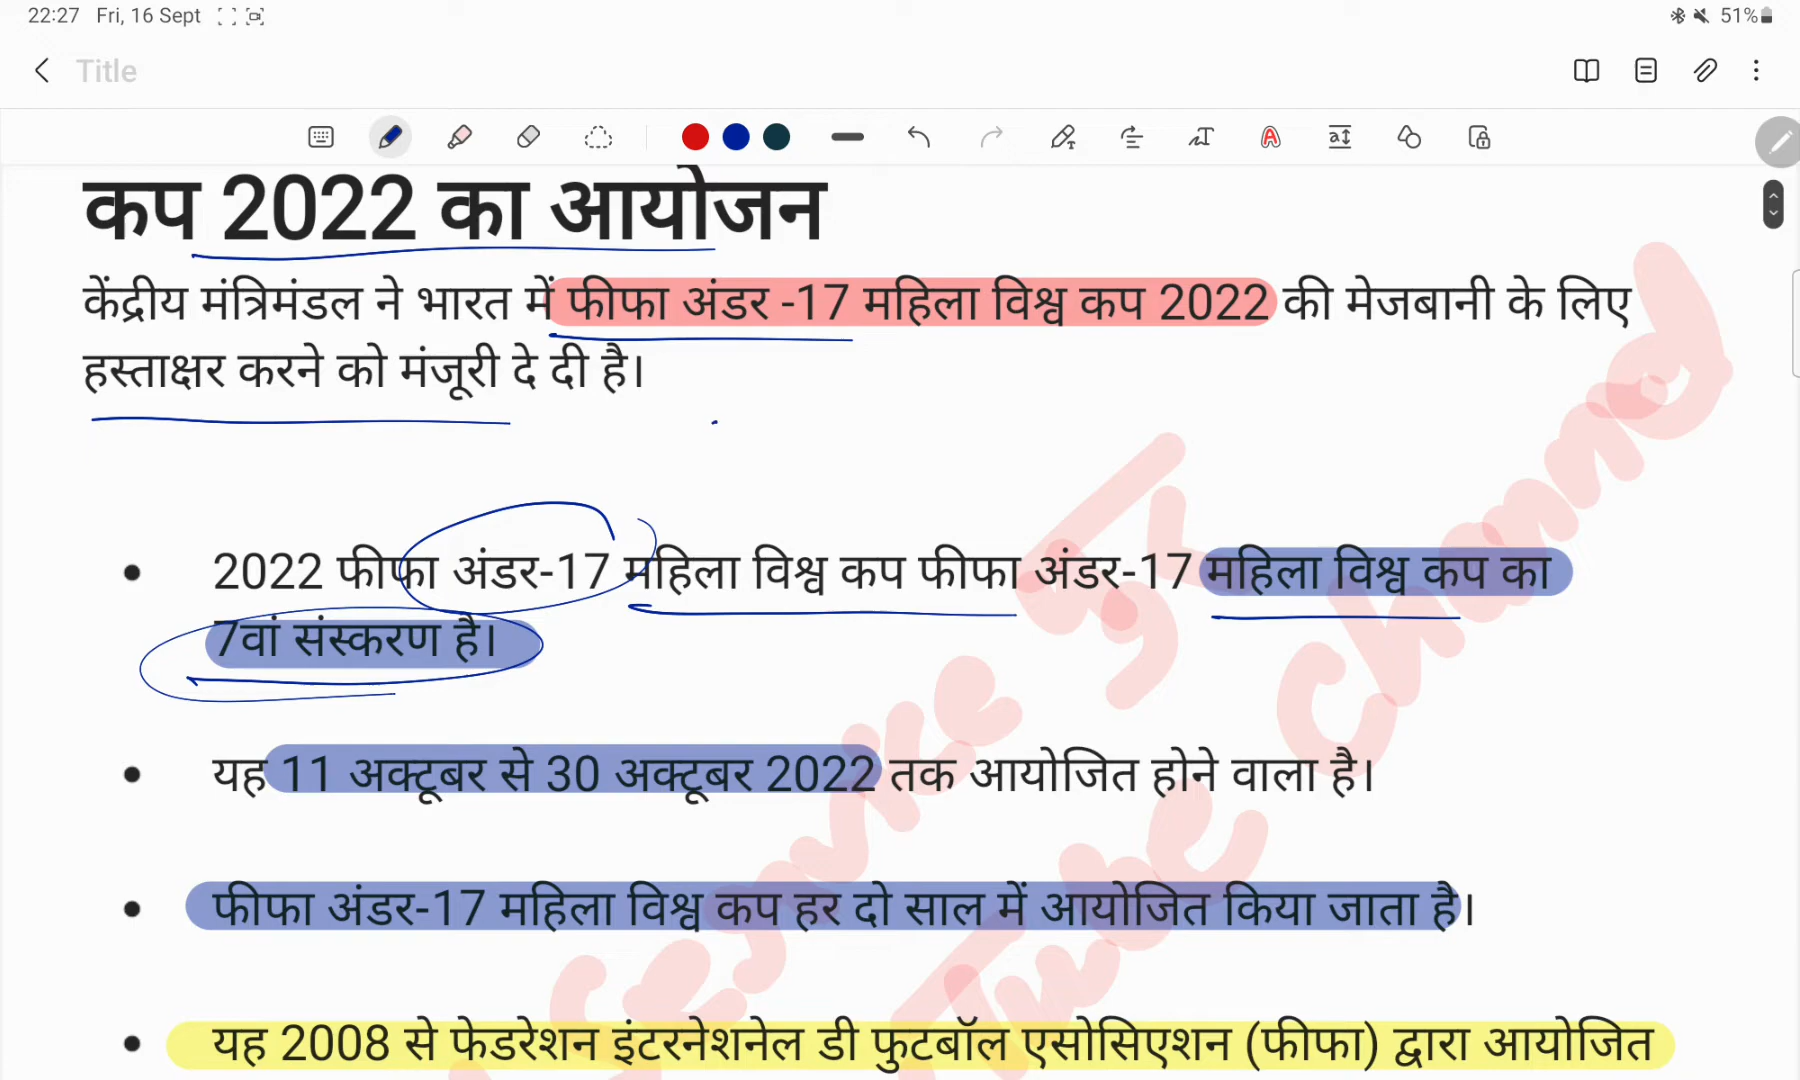 22:27 Fri, 16 Sept 51%
Title
कप 2022 का आयोजन
केंद्रीय मंत्रिमंडल ने भारत में फीफा अंडर -17 महिला विश्व कप 2022 की मेजबानी के लिए
हस्ताक्षर करने को मंजूरी दे दी है।
2022 फीफा अंडर-17 महिला विश्व कप फीफा अंडर-17 महिला विश्व कप का
7वां संस्करण है।
यह 11 अक्टूबर से 30 अक्टूबर 2022 तक आयोजित होने वाला है।
फीफा अंडर-17 महिला विश्व कप हर दो साल में आयोजित किया जाता है।
यह 2008 से फेडरेशन इंटरनेशनेल डी फुटबॉल एसोसिएशन (फीफा) द्वारा आयोजित